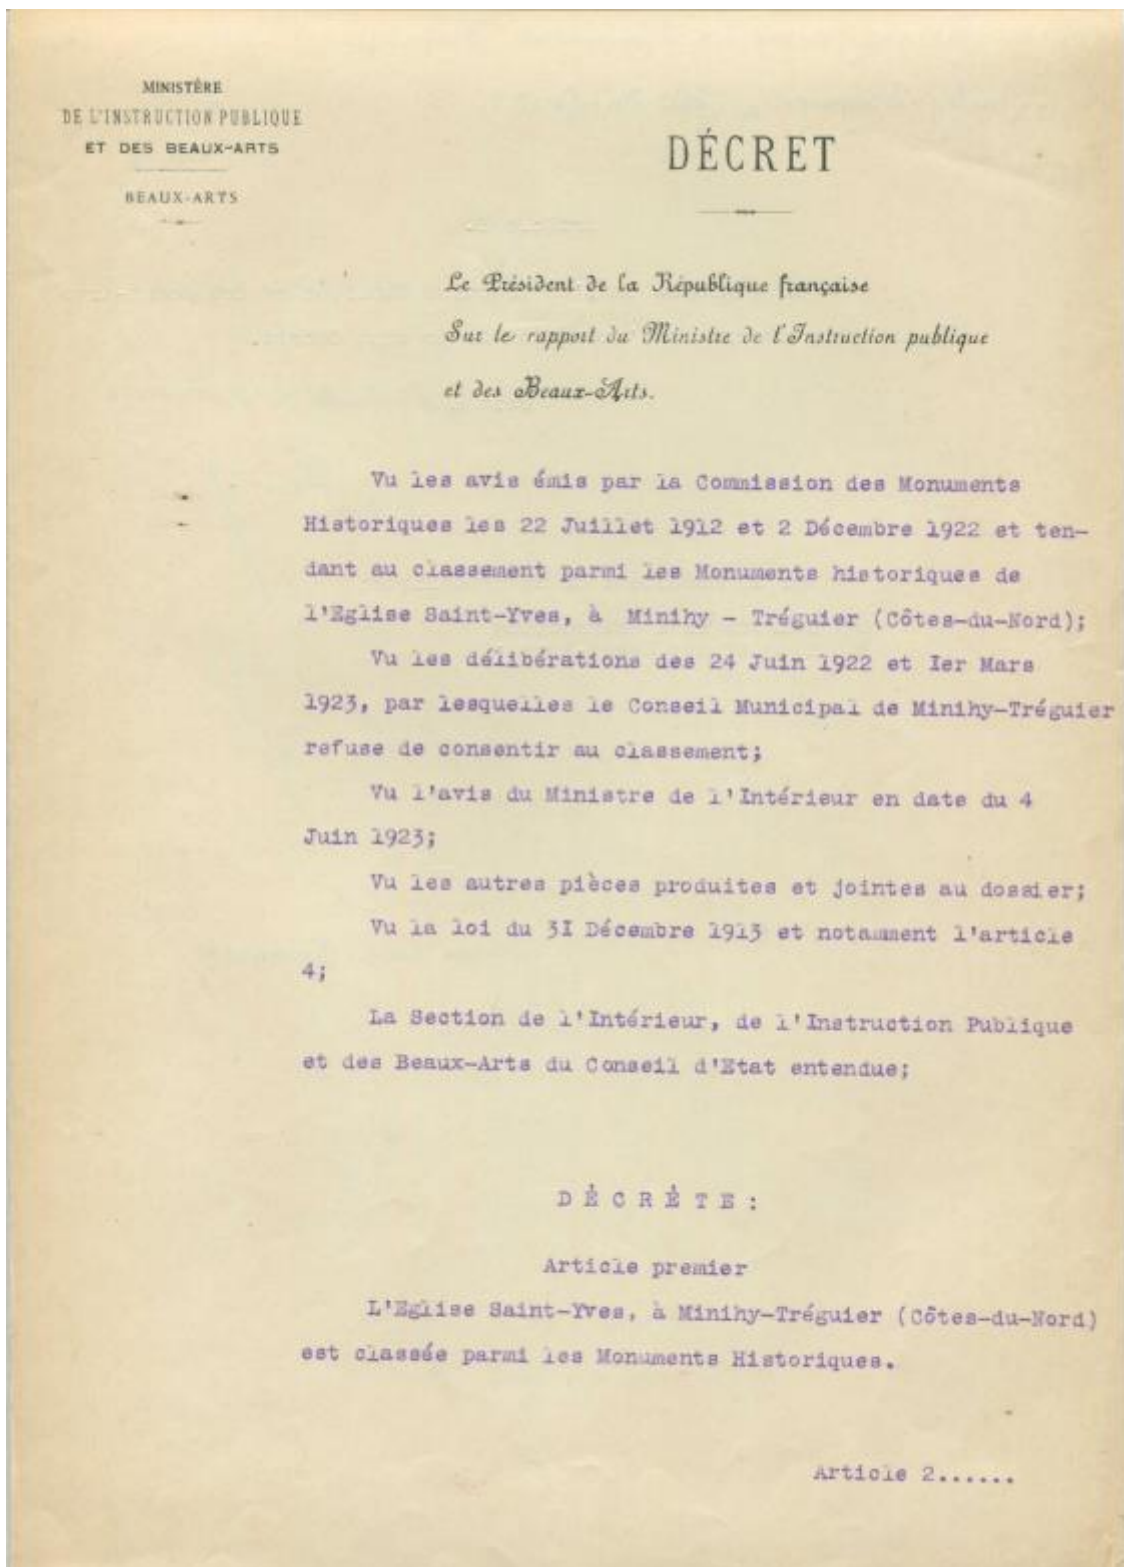 MINISTÈRE
DE L'INSTRUCTION PUBLIQUE
ET DES BEAUX-ARTS
BEAUX-ARTS
DÉCRET
Le Président de la République française
Sur le rapport du Ministre de l'Instruction publique
et des Beaux-Arts.
Vu les avis émis par la Commission des Monuments
Historiques les 22 Juillet 1912 et 2 Décembre 1922 et ten-
dant au classement parmi les Monuments historiques de
l'Eglise Saint-Yves, à Minihy - Tréguier (Côtes-du-Nord);
Vu les délibérations des 24 Juin 1922 et Ier Mars
1923, par lesquelles le Conseil Municipal de Minihy-Tréguier
refuse de consentir au classement;
Vu l'avis du Ministre de l'Intérieur en date du 4
Juin 1923;
Vu les autres pièces produites et jointes au dossier;
Vu la loi du 3I Décembre 1913 et notamment l'article
4;
La Section de l'Intérieur, de l'Instruction Publique
et des Beaux-Arts du Conseil d'Etat entendue;
DÉCRÈTE:
Article premier
L'Eglise Saint-Yves, à Minihy-Tréguier (Côtes-du-Nord)
est classée parmi les Monuments Historiques.
Article 2......